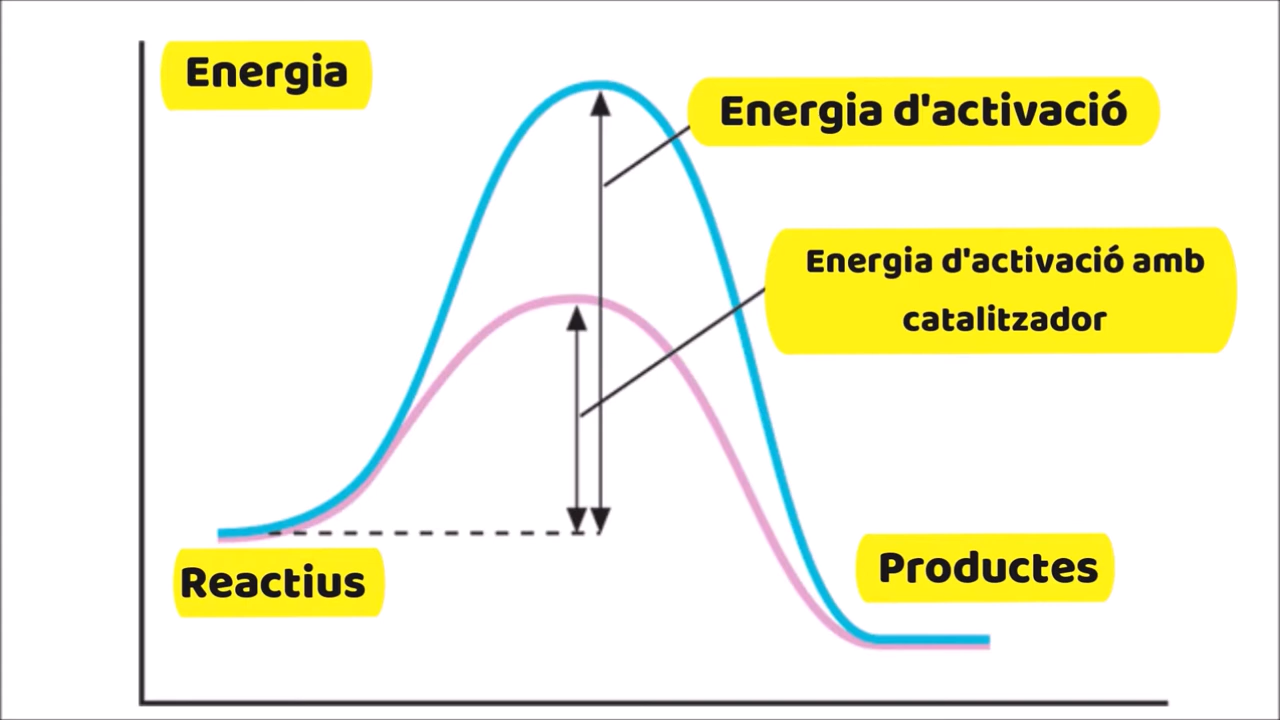 Energia
Energia d'activació
Energia d'activació amb
catalitzador
Reactius
Productes